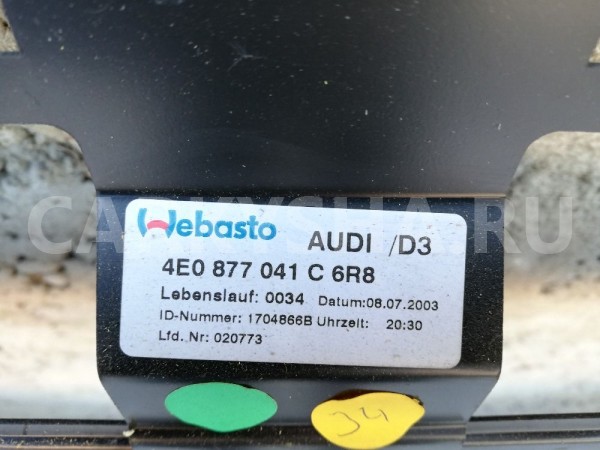 Webasto AUDI /D3
4E0 877 041 C 6R8
Lebenslauf: 0034 Datum:08.07.2003
ID-Nummer: 1704866B Uhrzeit: 20:30
Lfd. Nr: 020773
34